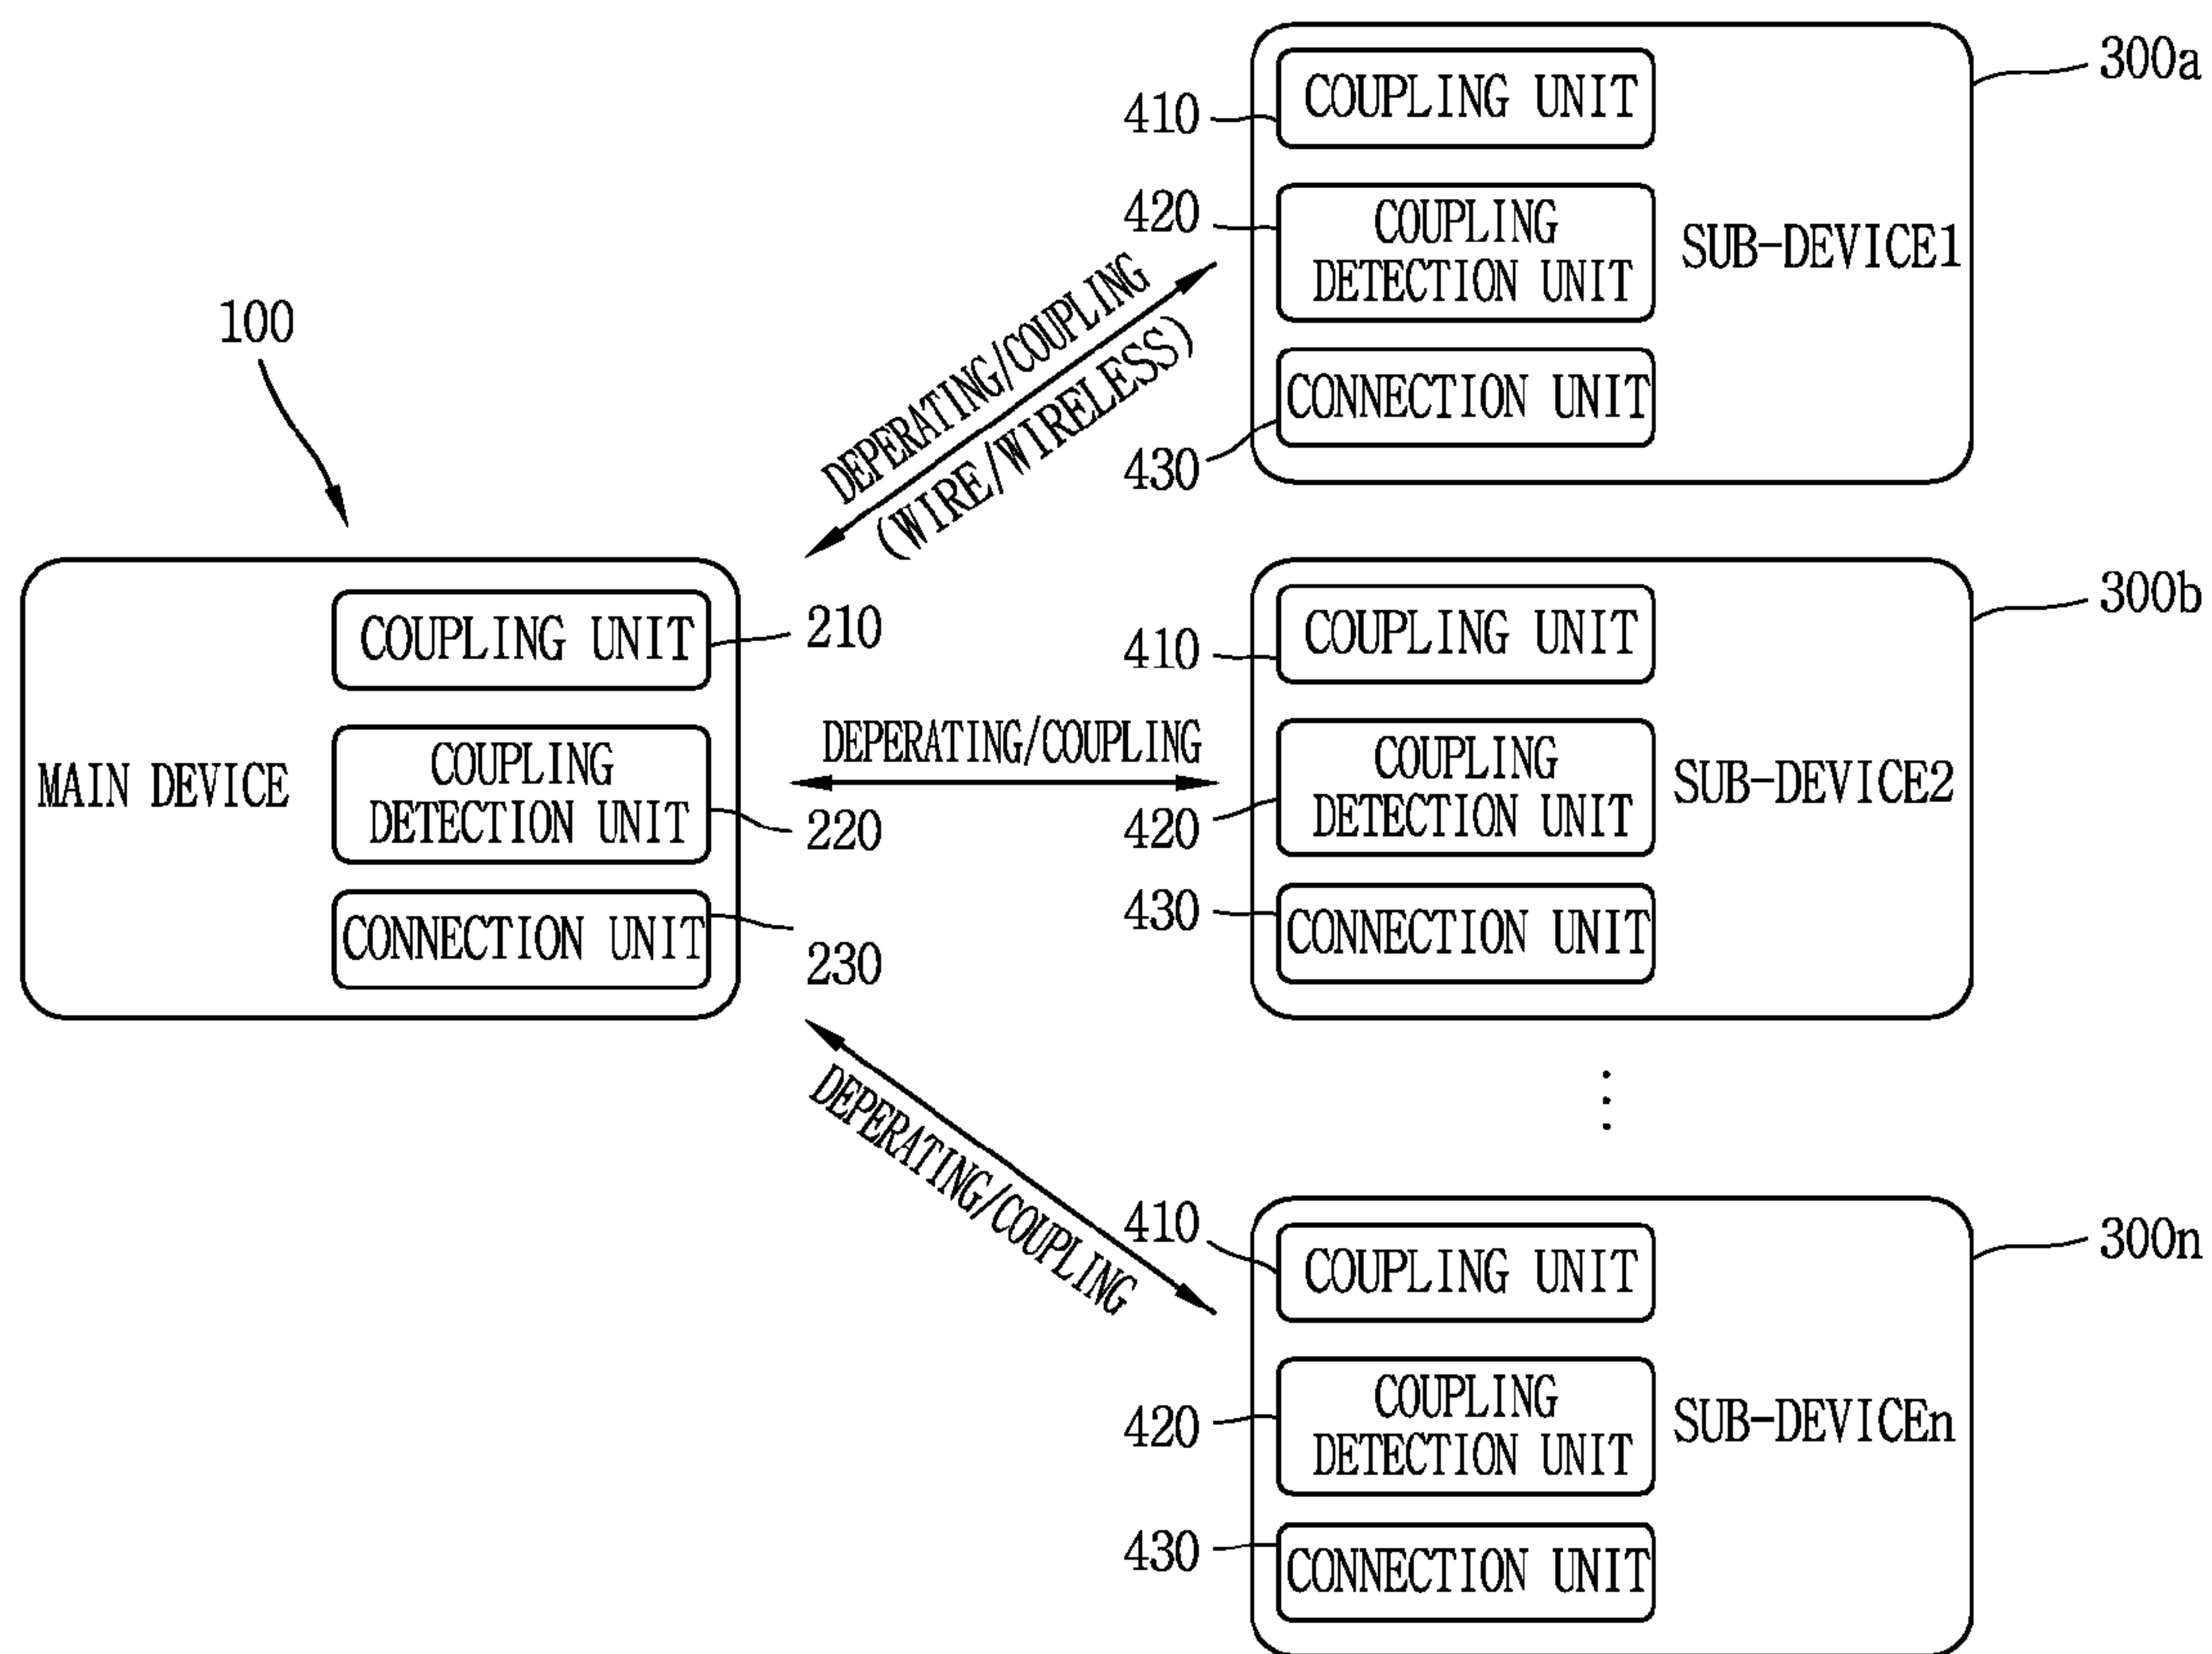 100
MAIN DEVICE
COUPLING UNIT
210
COUPLING
DETECTION UNIT
220
CONNECTION UNIT
230
DEPERATING/COUPLING
(WIRE/WIRELESS)
DEPERATING/COUPLING
DEPERATING/COUPLING
300a
410
COUPLING UNIT
420
COUPLING
DETECTION UNIT
SUB-DEVICE1
430
CONNECTION UNIT
300b
410
COUPLING UNIT
420
COUPLING
DETECTION UNIT
SUB-DEVICE2
430
CONNECTION UNIT
300n
410
COUPLING UNIT
420
COUPLING
DETECTION UNIT
SUB-DEVICEn
430
CONNECTION UNIT